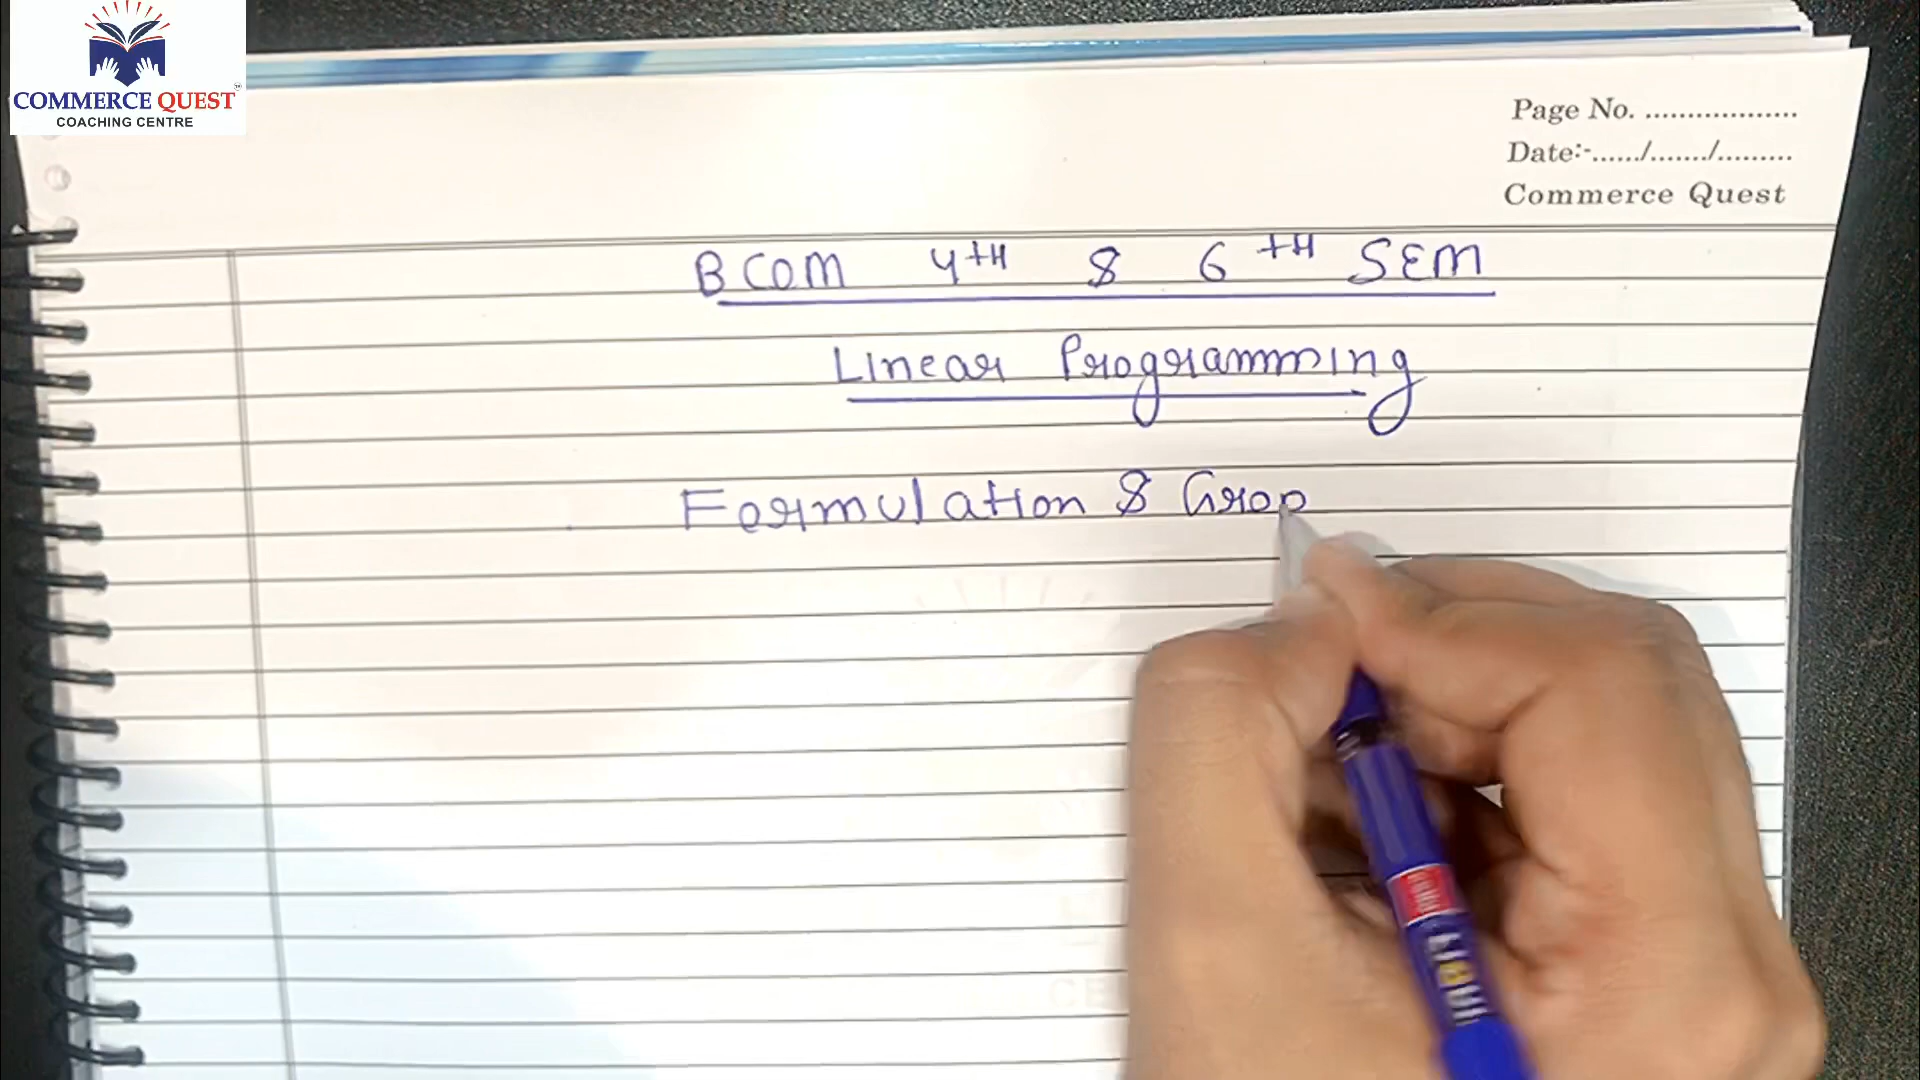 COMMERCE QUEST
COACHING CENTRE
Page No. ..................
Date:-....../......./.........
Commerce Quest
BCOM 4TH & 6TH SEM
Linear Programming
Formulation & Grap